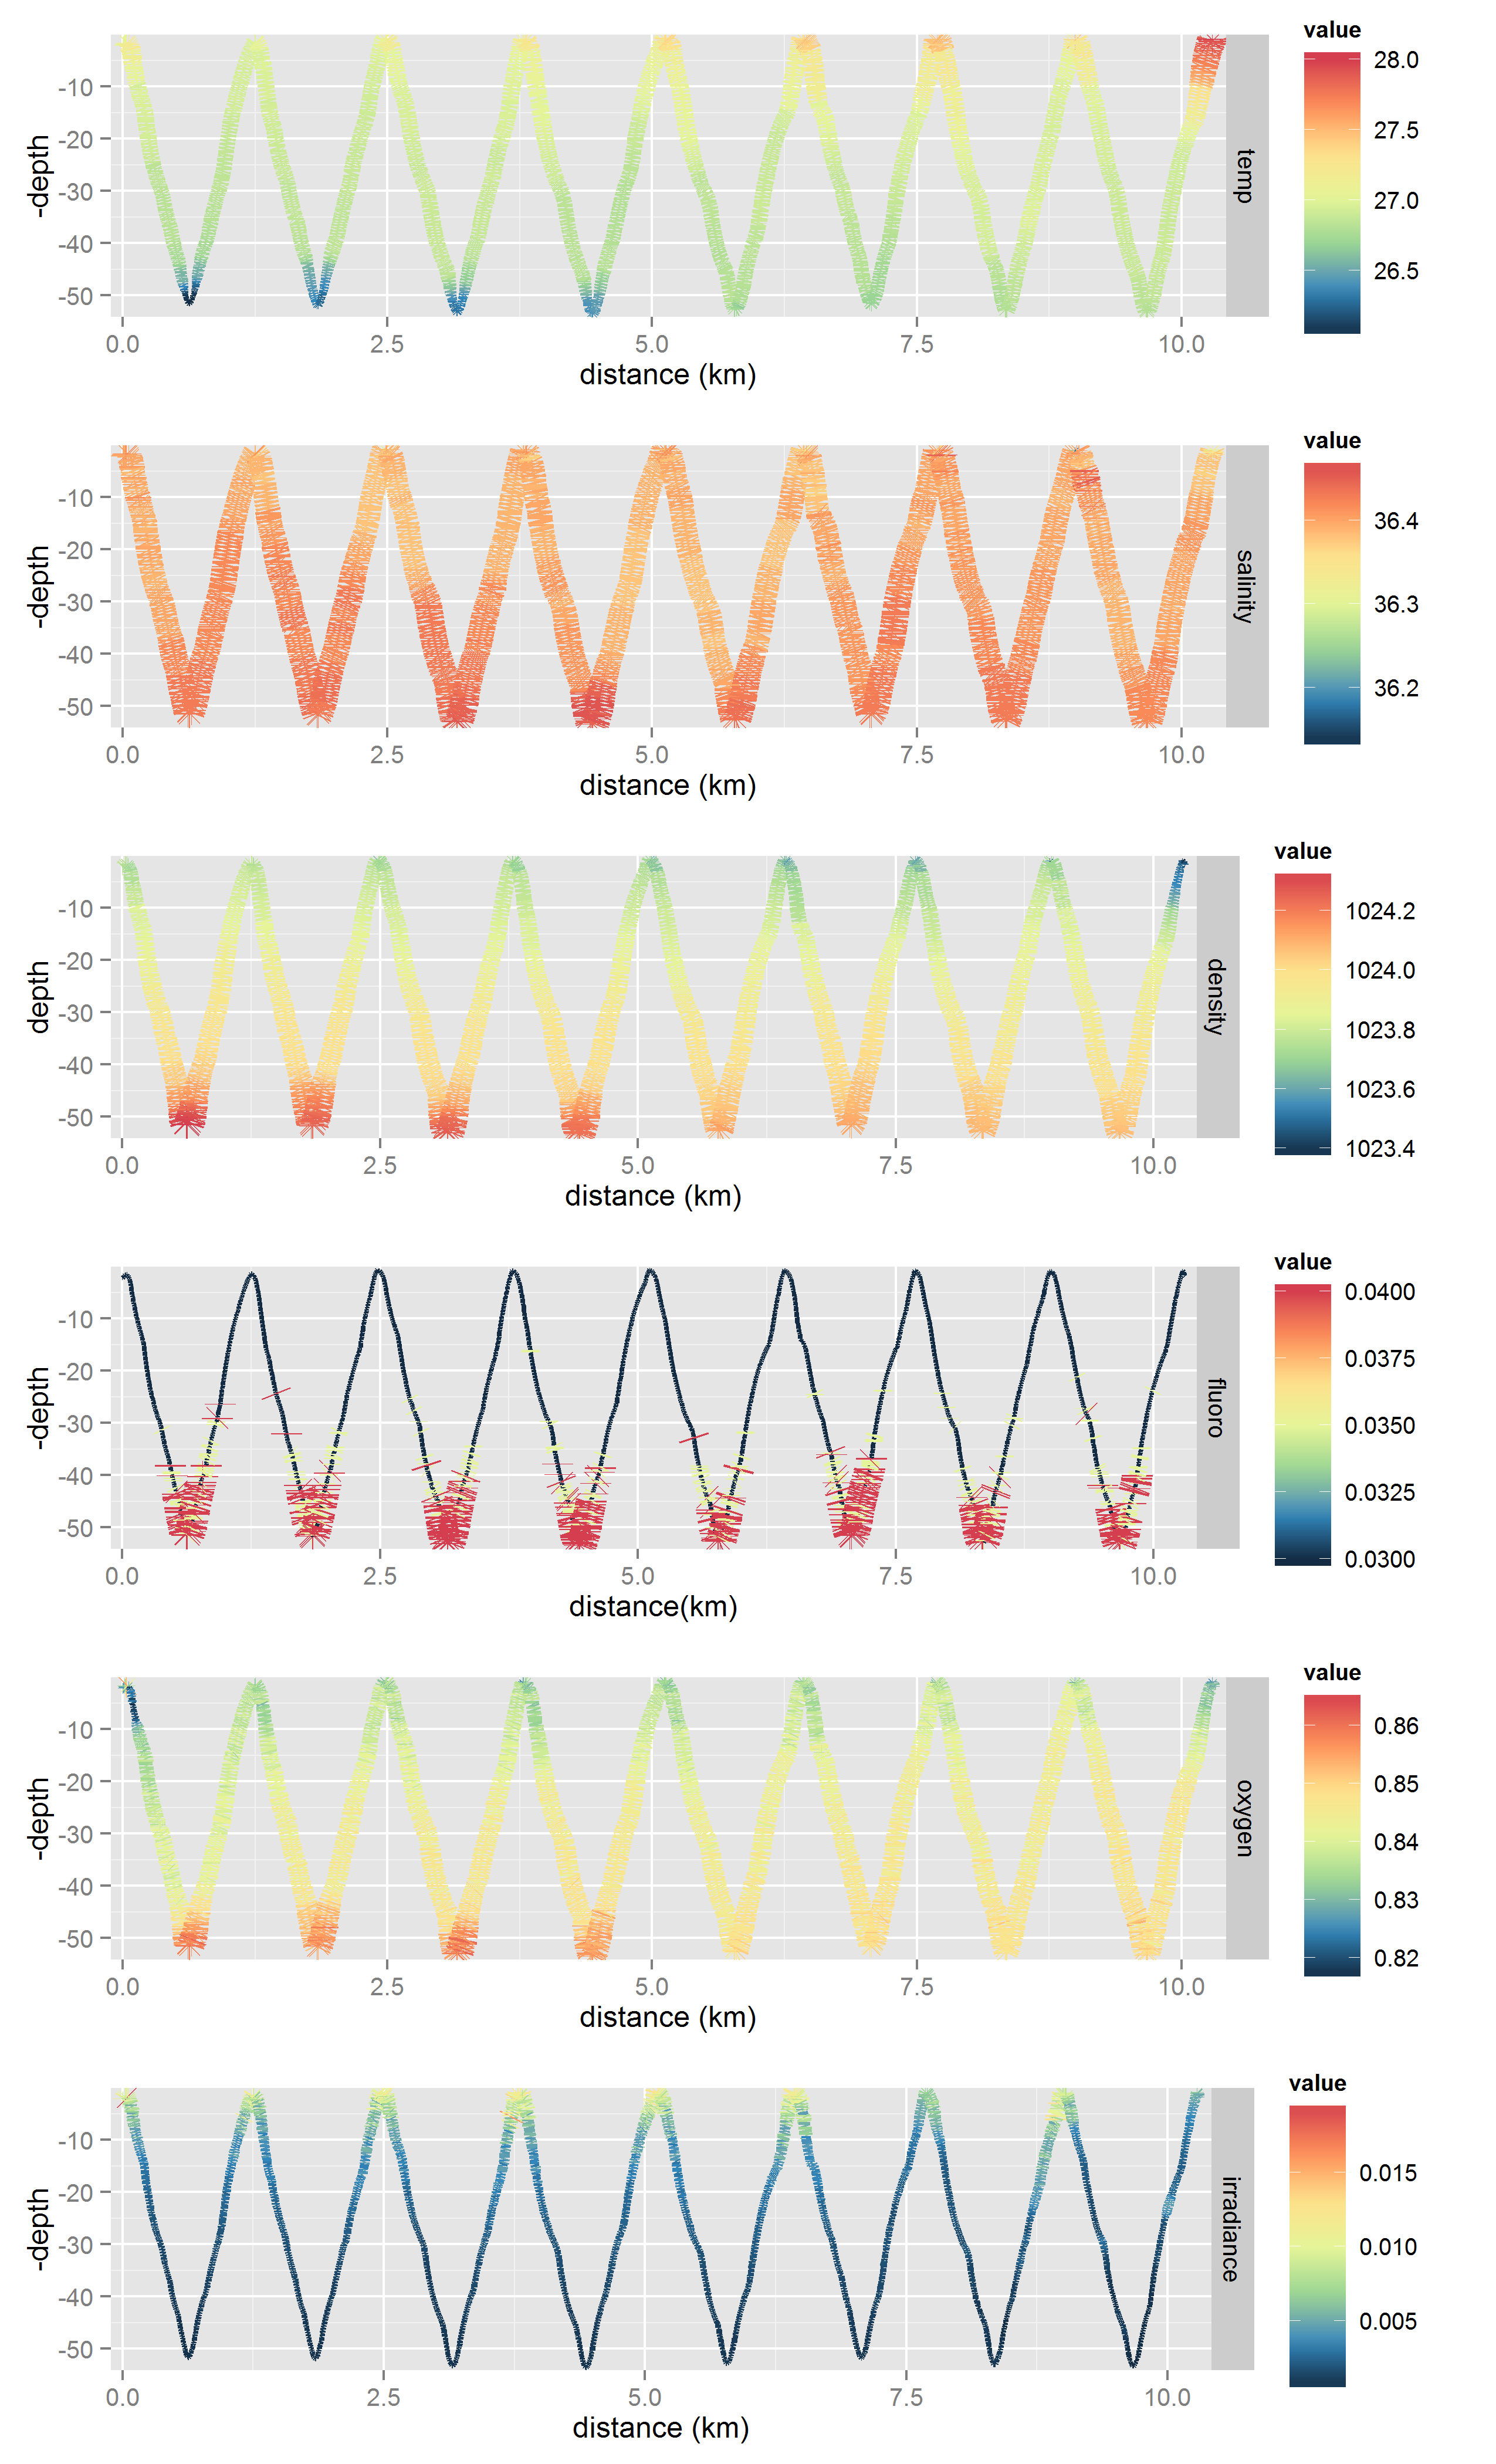 value
28.0
27.5
27.0
26.5
-10
-20
-30
-40
-50
-depth
temp
0.0 2.5 5.0 7.5 10.0
distance (km)
value
36.4
36.3
36.2
-10
-20
-30
-40
-50
-depth
salinity
0.0 2.5 5.0 7.5 10.0
distance (km)
value
1024.2
1024.0
1023.8
1023.6
1023.4
-10
-20
-30
-40
-50
depth
density
0.0 2.5 5.0 7.5 10.0
distance (km)
value
0.0400
0.0375
0.0350
0.0325
0.0300
-10
-20
-30
-40
-50
-depth
fluoro
0.0 2.5 5.0 7.5 10.0
distance(km)
value
0.86
0.85
0.84
0.83
0.82
-10
-20
-30
-40
-50
-depth
oxygen
0.0 2.5 5.0 7.5 10.0
distance (km)
value
0.015
0.010
0.005
-10
-20
-30
-40
-50
-depth
irradiance
0.0 2.5 5.0 7.5 10.0
distance (km)